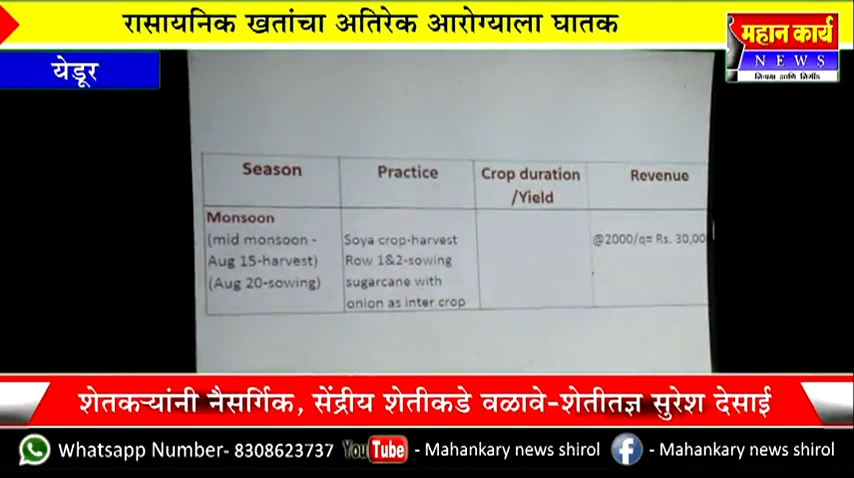 रासायनिक खतांचा अतिरेक आरोग्याला घातक
महान कार्य
NEWS
निःपक्ष आणि निर्भीड
येडूर
Season Practice Crop duration /Yield Revenue
Monsoon
(mid monsoon -
Aug 15-harvest)
(Aug 20-sowing)
Soya crop-harvest
Row 1&2-sowing
sugarcane with
onion as inter crop
@2000/q= Rs. 30,00
शेतकऱ्यांनी नैसर्गिक, सेंद्रीय शेतीकडे वळावे-शेतीतज्ञ सुरेश देसाई
Whatsapp Number- 8308623737 YouTube - Mahankary news shirol f - Mahankary news shirol